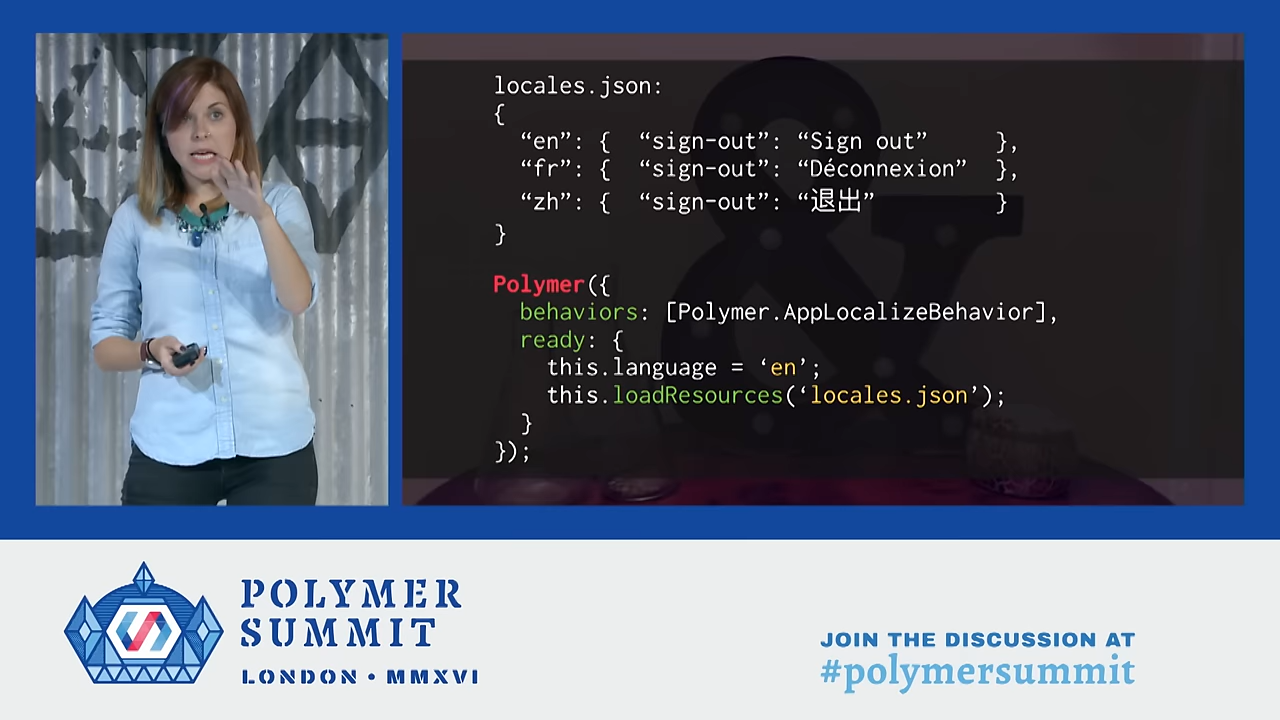 locales.json:
{
“en”: { “sign-out”: “Sign out” },
“fr”: { “sign-out”: “Déconnexion” },
“zh”: { “sign-out”: “退出” }
}
Polymer({
behaviors: [Polymer.AppLocalizeBehavior],
ready: {
this.language = ‘en’;
this.loadResources(‘locales.json’);
}
});
POLYMER
SUMMIT
LONDON • MMXVI
JOIN THE DISCUSSION AT
#polymersummit